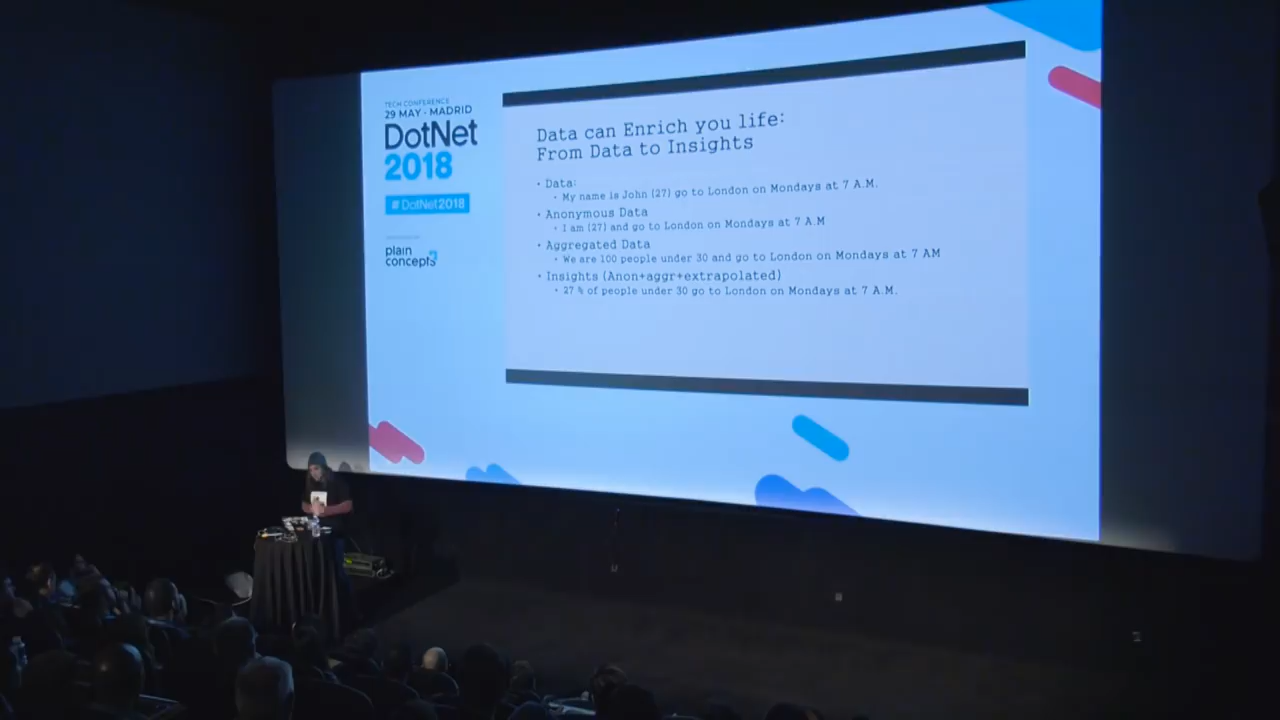 TECH CONFERENCE
29 MAY - MADRID
DotNet
2018
#DotNet2018
plain
concepts
Data can Enrich you life:
From Data to Insights
• Data:
• My name is John (27) go to London on Mondays at 7 A.M.
• Anonymous Data
• I am (27) and go to London on Mondays at 7 A.M
• Aggregated Data
• We are 100 people under 30 and go to London on Mondays at 7 AM
• Insights (Anon+aggr+extrapolated)
• 27 % of people under 30 go to London on Mondays at 7 A.M.